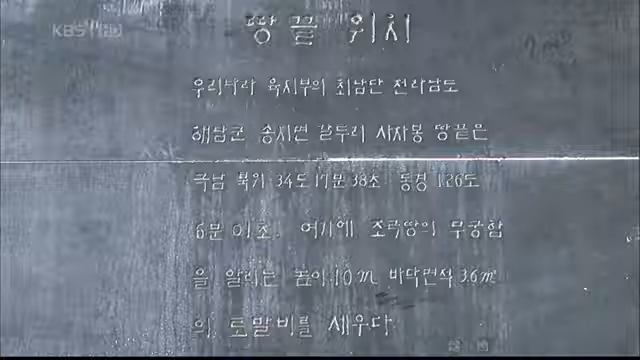 KBS1 HD
땅끝 위치
우리나라 육지부의 최남단 전라남도
해남군 송지면 갈두리 사자봉 땅끝은
극남 북위 34도 17분 38초 동경 126도
6분 01초. 여기에 조국땅의 무궁함
을 알리는 높이 10m 바닥면적 3.6㎡
의 토말비를 세우다